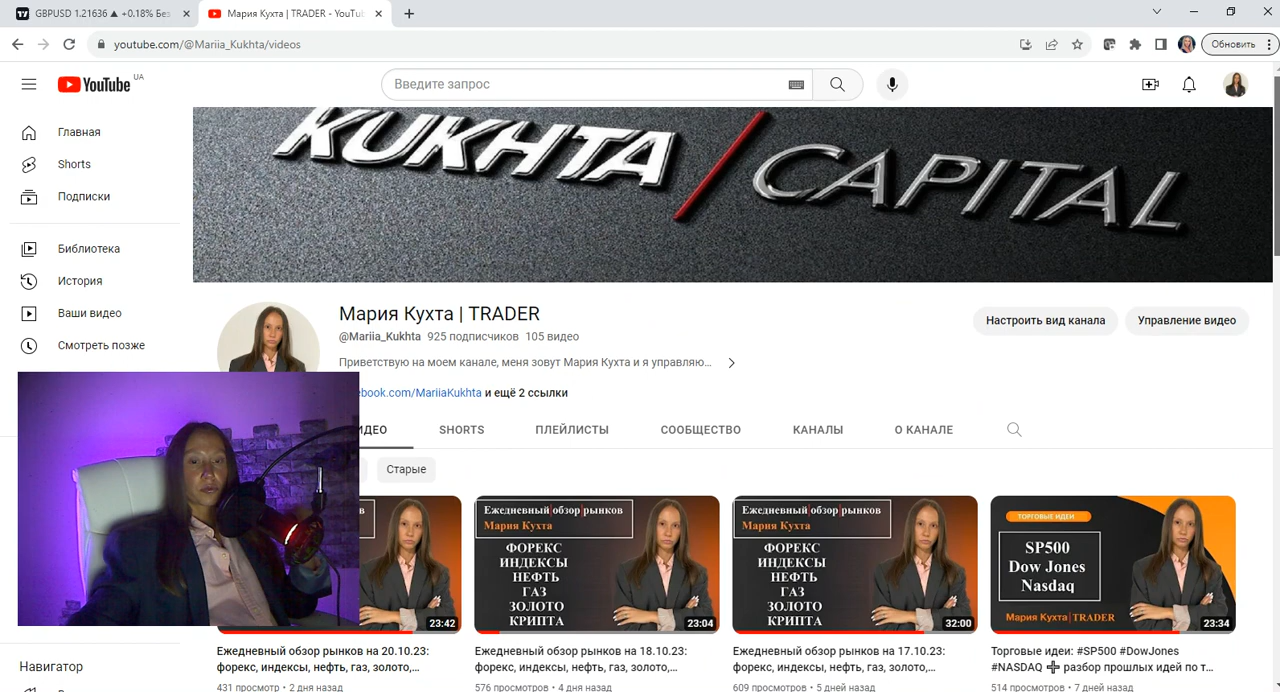 GBPUSD 1.21636 ▲ +0.18% Без
Мария Кухта | TRADER - YouTu
youtube.com/@Mariia_Kukhta/videos
Обновить
YouTube UA
Введите запрос
Главная
Shorts
Подписки
Библиотека
История
Ваши видео
Смотреть позже
Навигатор
KUKHTA / CAPITAL
Мария Кухта | TRADER
@Mariia_Kukhta 925 подписчиков 105 видео
Приветствую на моем канале, меня зовут Мария Кухта и я управляю...
ebook.com/MariiaKukhta и ещё 2 ссылки
Настроить вид канала
Управление видео
ИДЕО
SHORTS
ПЛЕЙЛИСТЫ
СООБЩЕСТВО
КАНАЛЫ
О КАНАЛЕ
Старые
23:42
Ежедневный обзор рынков на 20.10.23:
форекс, индексы, нефть, газ, золото,...
431 просмотр • 2 дня назад
Ежедневный обзор рынков
Мария Кухта
ФОРЕКС
ИНДЕКСЫ
НЕФТЬ
ГАЗ
ЗОЛОТО
КРИПТА
23:04
Ежедневный обзор рынков на 18.10.23:
форекс, индексы, нефть, газ, золото,...
576 просмотров • 4 дня назад
Ежедневный обзор рынков
Мария Кухта
ФОРЕКС
ИНДЕКСЫ
НЕФТЬ
ГАЗ
ЗОЛОТО
КРИПТА
32:00
Ежедневный обзор рынков на 17.10.23:
форекс, индексы, нефть, газ, золото,...
609 просмотров • 5 дней назад
ТОРГОВЫЕ ИДЕИ
SP500
Dow Jones
Nasdaq
Мария Кухта | TRADER
23:34
Торговые идеи: #SP500 #DowJones
#NASDAQ ➕ разбор прошлых идей по т...
514 просмотров • 7 дней назад